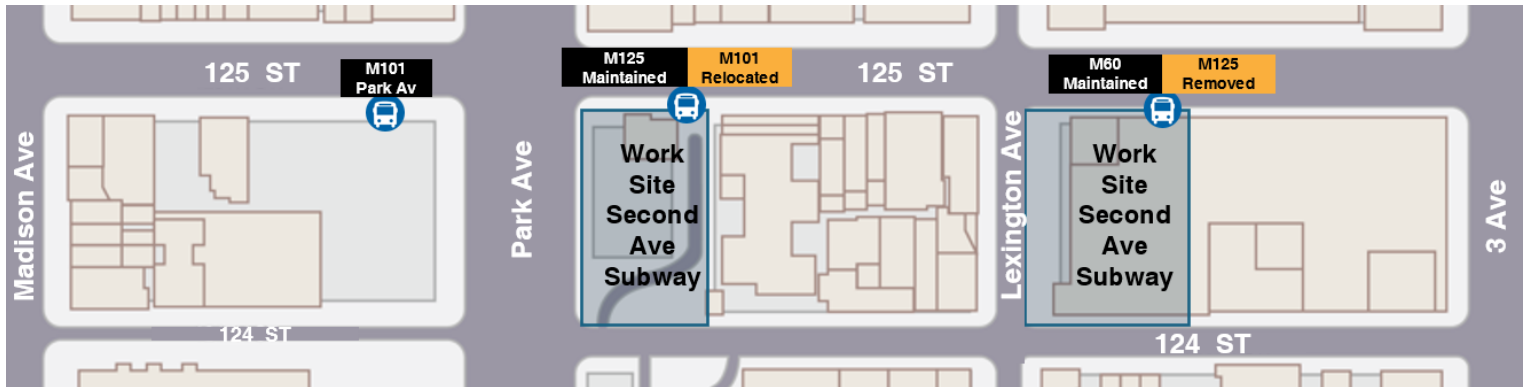 125 ST
M101
Park Av
M125
Maintained
M101
Relocated
125 ST
M60
Maintained
M125
Removed
Madison Ave
Park Ave
Work
Site
Second
Ave
Subway
Lexington Ave
Work
Site
Second
Ave
Subway
3 Ave
124 ST
124 ST